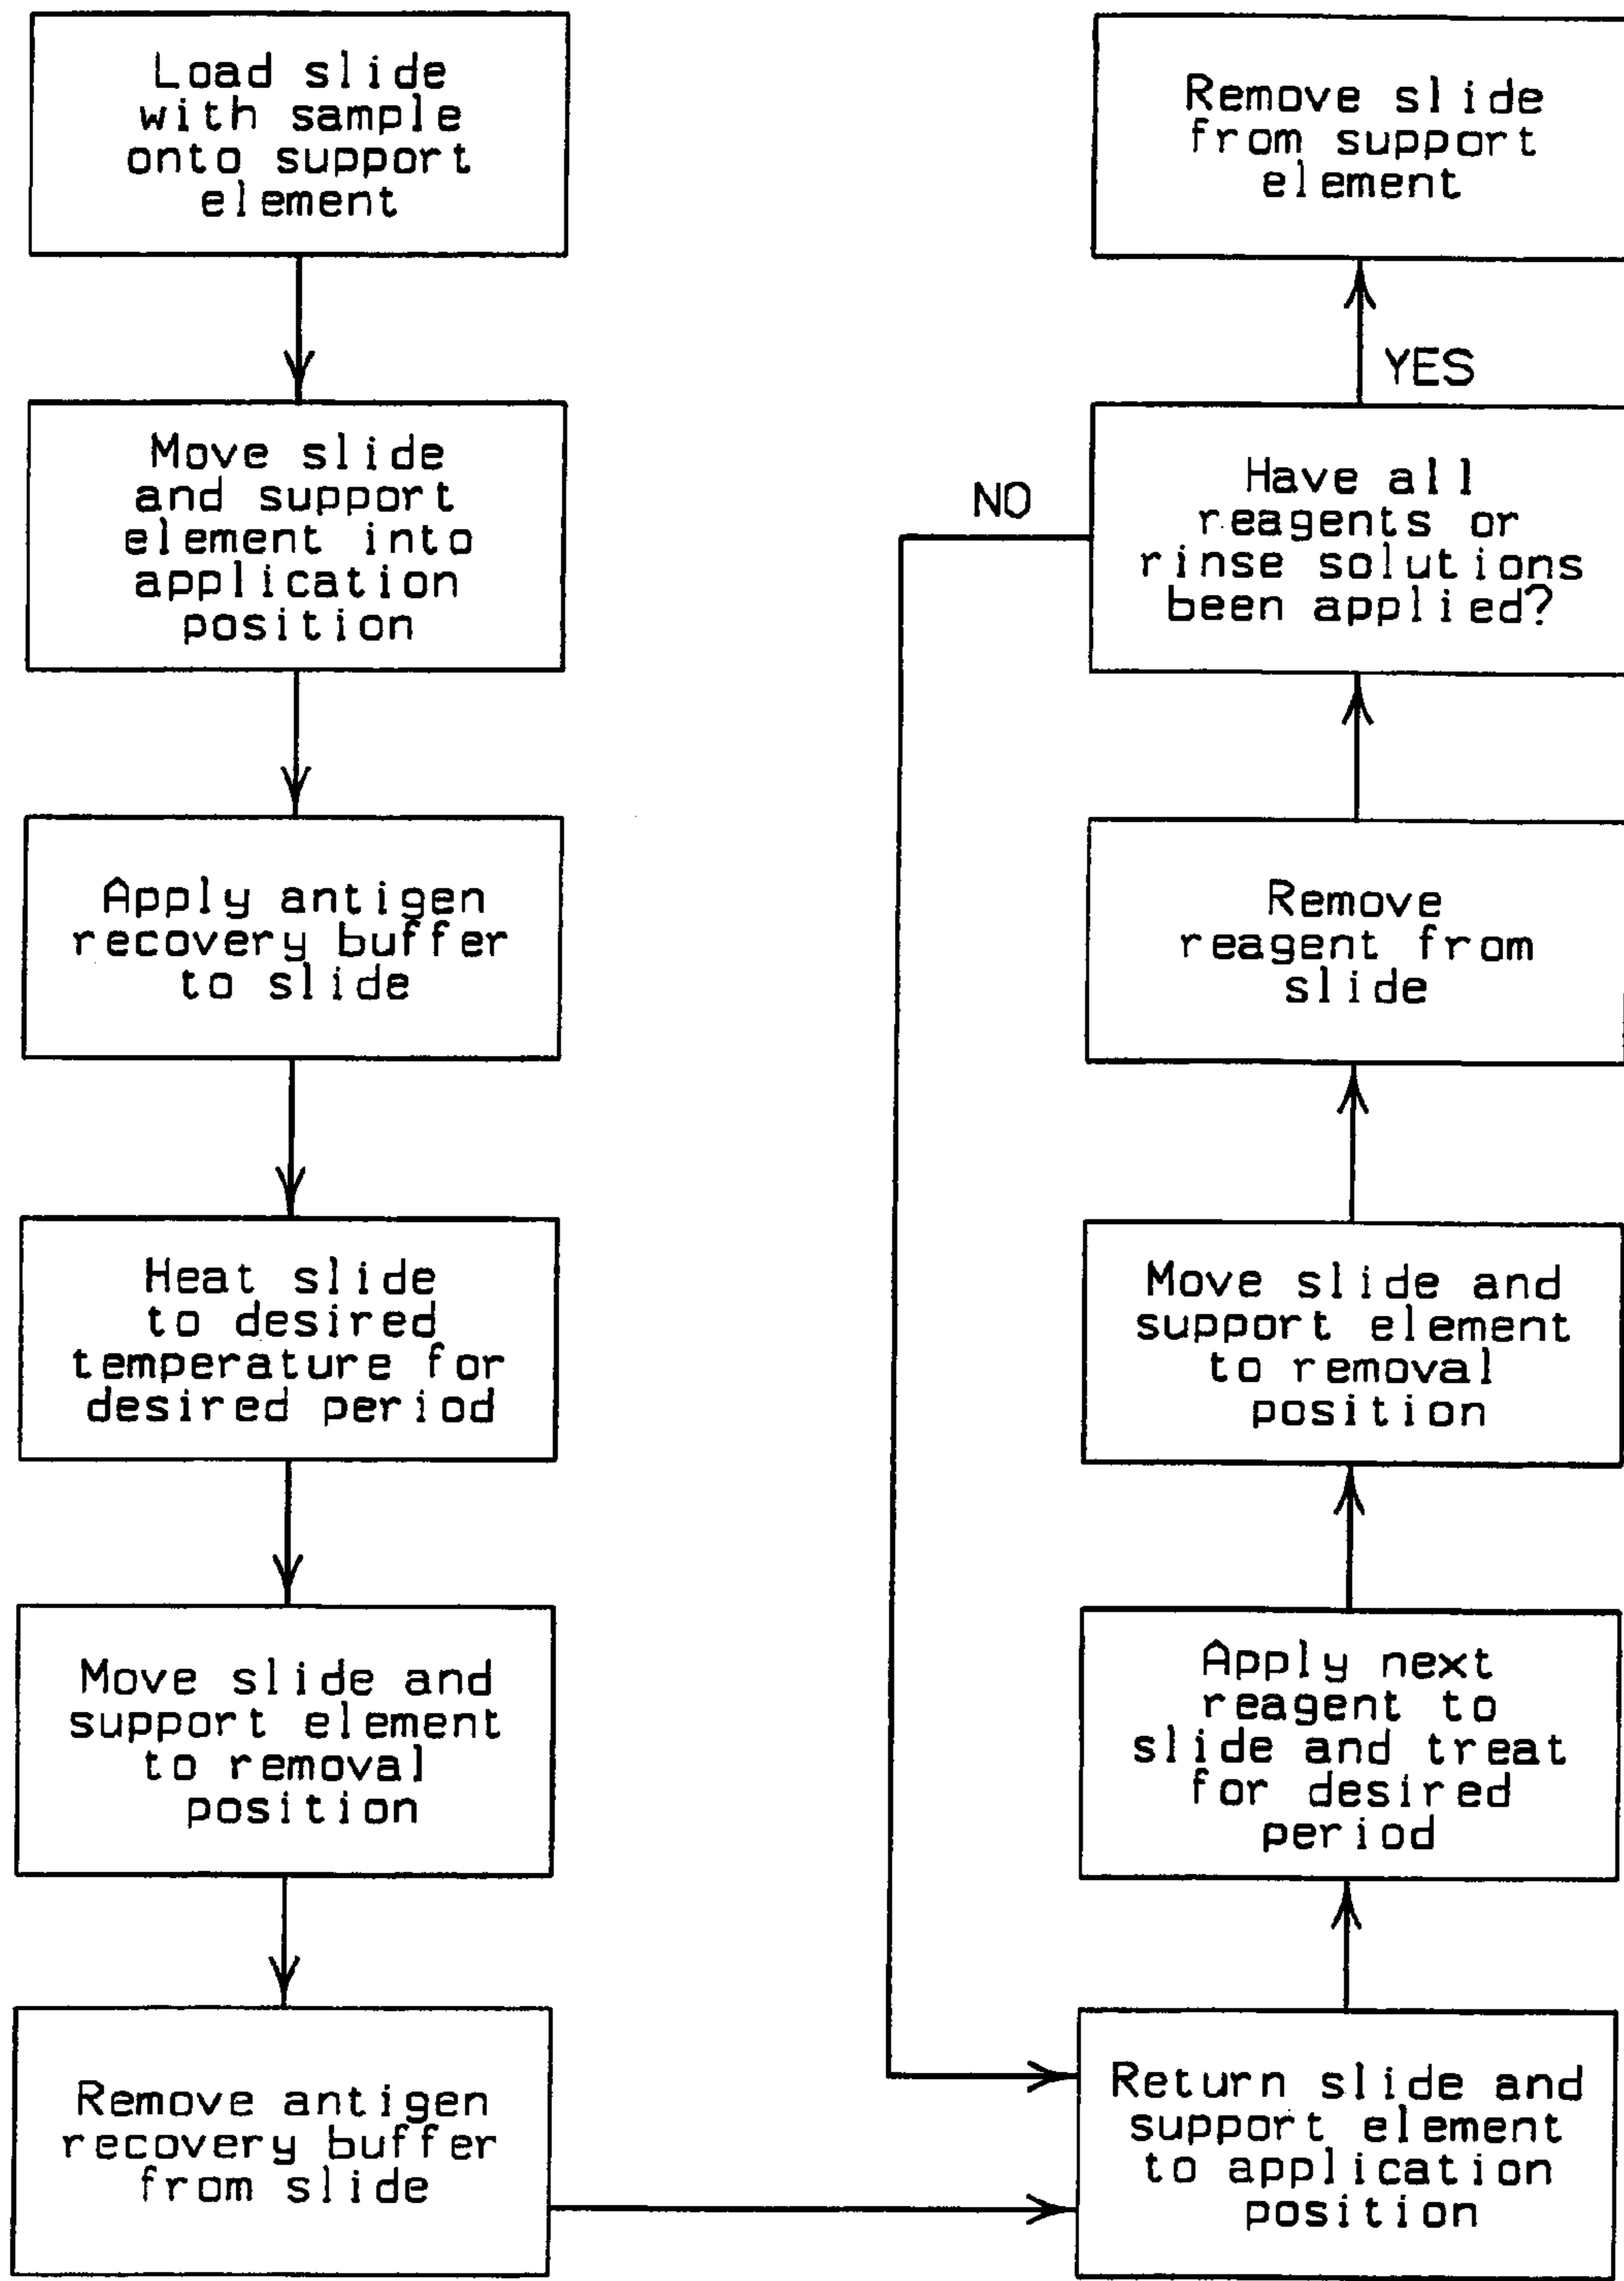 Load slide
with sample
onto support
element
Move slide
and support
element into
application
position
Apply antigen
recovery buffer
to slide
Heat slide
to desired
temperature for
desired period
Move slide and
support element
to removal
position
Remove antigen
recovery buffer
from slide
Remove slide
from support
element
YES
NO
Have all
reagents or
rinse solutions
been applied?
Remove
reagent from
slide
Move slide and
support element
to removal
position
Apply next
reagent to
slide and treat
for desired
period
Return slide and
support element
to application
position